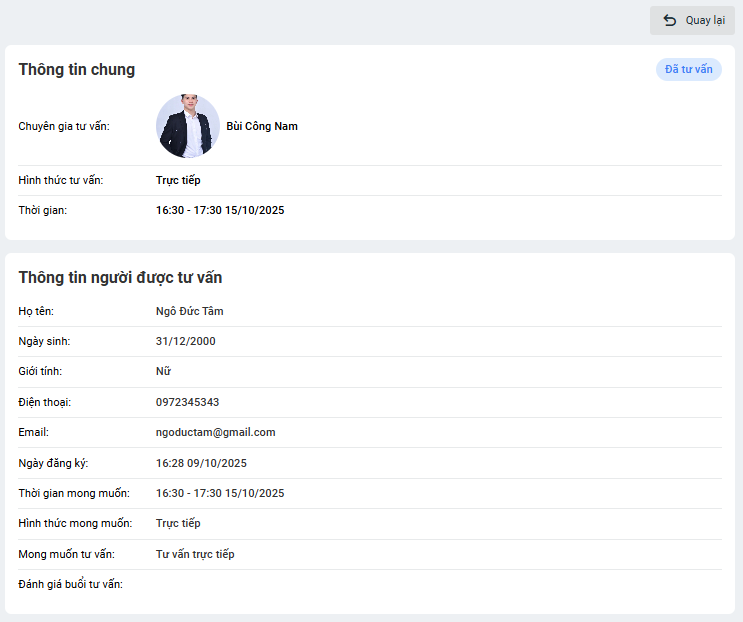 Quay lại
Thông tin chung
Đã tư vấn
Chuyên gia tư vấn: Bùi Công Nam
Hình thức tư vấn: Trực tiếp
Thời gian: 16:30 - 17:30 15/10/2025
Thông tin người được tư vấn
Họ tên: Ngô Đức Tâm
Ngày sinh: 31/12/2000
Giới tính: Nữ
Điện thoại: 0972345343
Email: ngoductam@gmail.com
Ngày đăng ký: 16:28 09/10/2025
Thời gian mong muốn: 16:30 - 17:30 15/10/2025
Hình thức mong muốn: Trực tiếp
Mong muốn tư vấn: Tư vấn trực tiếp
Đánh giá buổi tư vấn: